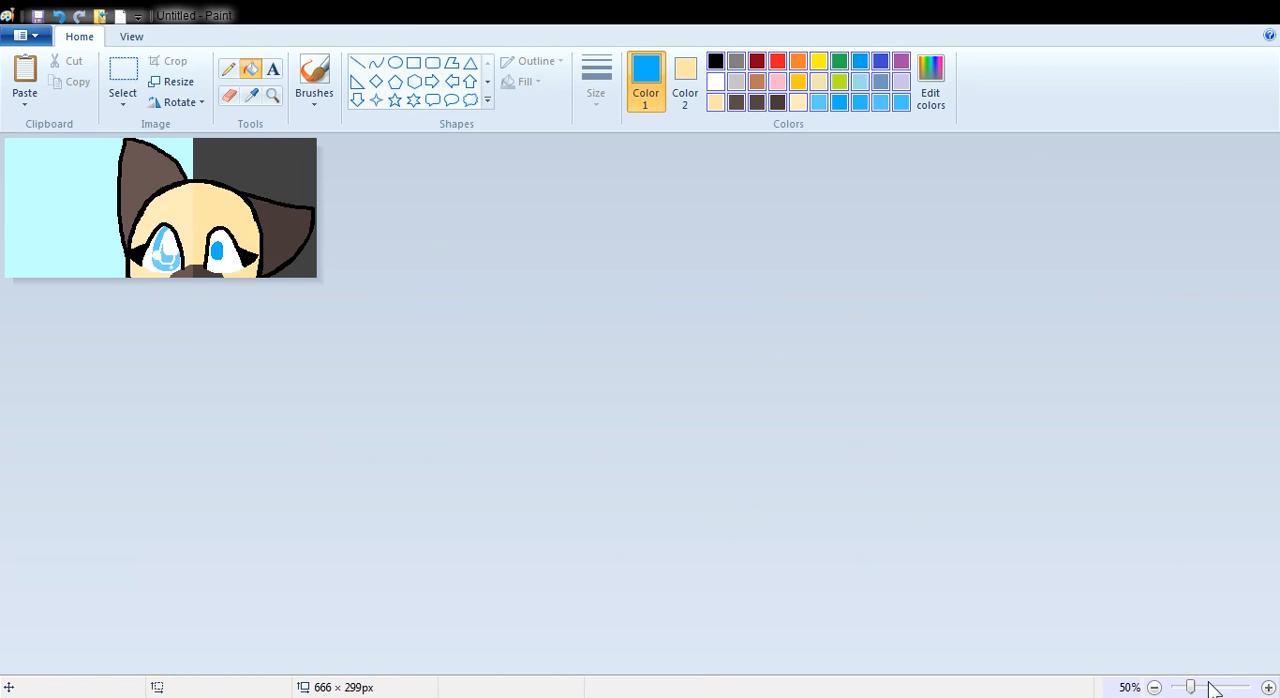 Untitled - Paint
Home View
Paste
Cut
Copy
Clipboard
Select
Crop
Resize
Rotate
Image
A
Tools
Brushes
Outline
Fill
Shapes
Size
Color 1
Color 2
Edit colors
Colors
666 × 299px
50%